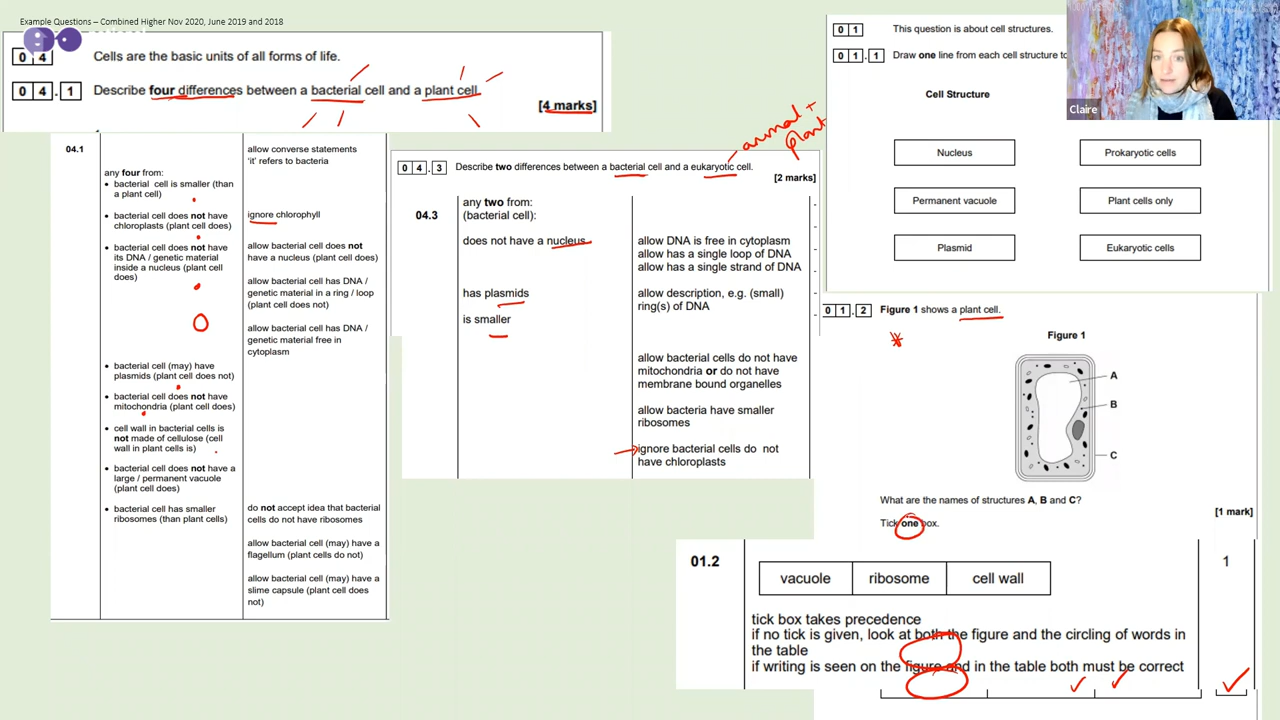 Example Questions – Combined Higher Nov 2020, June 2019 and 2018
0 4
Cells are the basic units of all forms of life.
0 4 . 1
Describe four differences between a bacterial cell and a plant cell.
[4 marks]
04.1
any four from:
• bacterial cell is smaller (than
a plant cell)
• bacterial cell does not have
chloroplasts (plant cell does)
• bacterial cell does not have
its DNA / genetic material
inside a nucleus (plant cell
does)
• bacterial cell (may) have
plasmids (plant cell does not)
• bacterial cell does not have
mitochondria (plant cell does)
• cell wall in bacterial cells is
not made of cellulose (cell
wall in plant cells is)
• bacterial cell does not have a
large / permanent vacuole
(plant cell does)
• bacterial cell has smaller
ribosomes (than plant cells)
allow converse statements
'it' refers to bacteria
ignore chlorophyll
allow bacterial cell does not
have a nucleus (plant cell does)
allow bacterial cell has DNA /
genetic material in a ring / loop
(plant cell does not)
allow bacterial cell has DNA /
genetic material free in
cytoplasm
do not accept idea that bacterial
cells do not have ribosomes
allow bacterial cell (may) have a
flagellum (plant cells do not)
allow bacterial cell (may) have a
slime capsule (plant cell does
not)
animal +
plant
0 4 . 3
Describe two differences between a bacterial cell and a eukaryotic cell.
[2 marks]
04.3
any two from:
(bacterial cell):
does not have a nucleus
has plasmids
is smaller
allow DNA is free in cytoplasm
allow has a single loop of DNA
allow has a single strand of DNA
allow description, e.g. (small)
ring(s) of DNA
allow bacterial cells do not have
mitochondria or do not have
membrane bound organelles
allow bacteria have smaller
ribosomes
ignore bacterial cells do not
have chloroplasts
0 1
This question is about cell structures.
0 1 . 1
Draw one line from each cell structure to
Claire
Cell Structure
Nucleus
Prokaryotic cells
Permanent vacuole
Plant cells only
Plasmid
Eukaryotic cells
0 1 . 2
Figure 1 shows a plant cell.
Figure 1
A
B
C
What are the names of structures A, B and C?
[1 mark]
Tick one box.
01.2
vacuole
ribosome
cell wall
1
tick box takes precedence
if no tick is given, look at both the figure and the circling of words in
the table
if writing is seen on the figure and in the table both must be correct